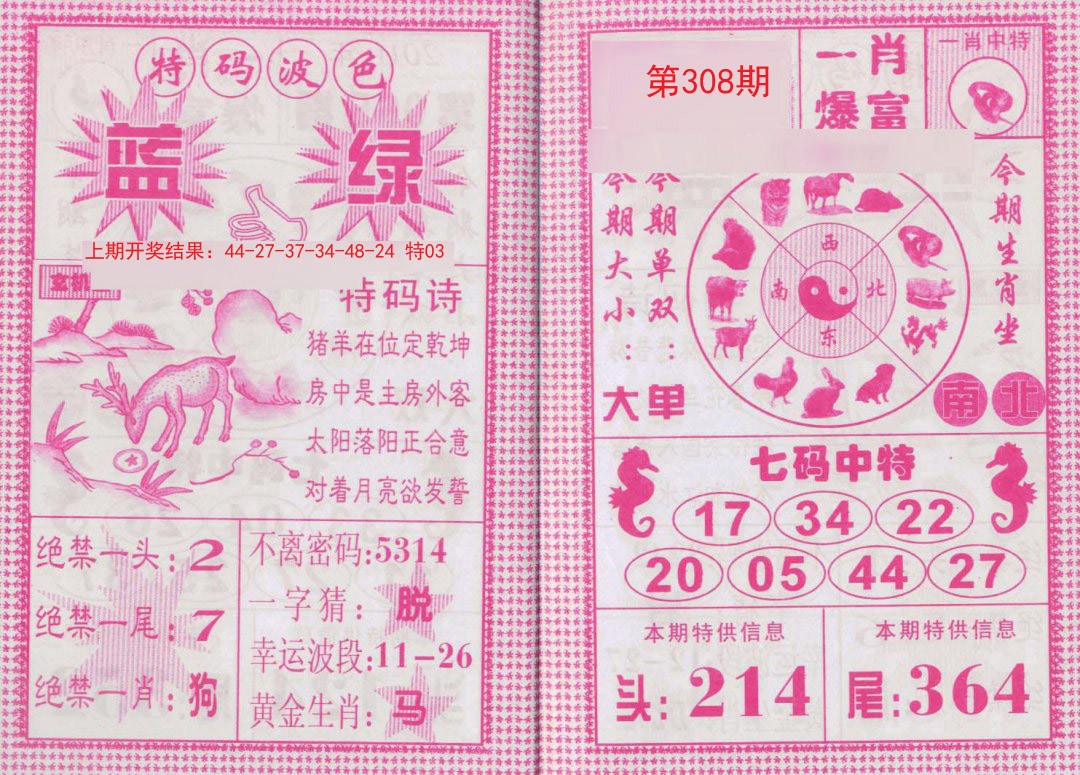 特码波色
蓝 绿
上期开奖结果：44-27-37-34-48-24 特03
玄机
特码诗
猪羊在位定乾坤
房中是主房外客
太阳落阳正合意
对着月亮欲发誓
绝禁一头:2
绝禁一尾:7
绝禁一肖:狗
不离密码:5314
一字猜：脱
幸运波段:11-26
黄金生肖:马
第308期
一肖
爆富
一肖中特
今期大小：大
今期单双：单
西
南 北
东
今期生肖坐
南 北
七码中特
17 34 22
20 05 44 27
本期特供信息
头:214
本期特供信息
尾:364